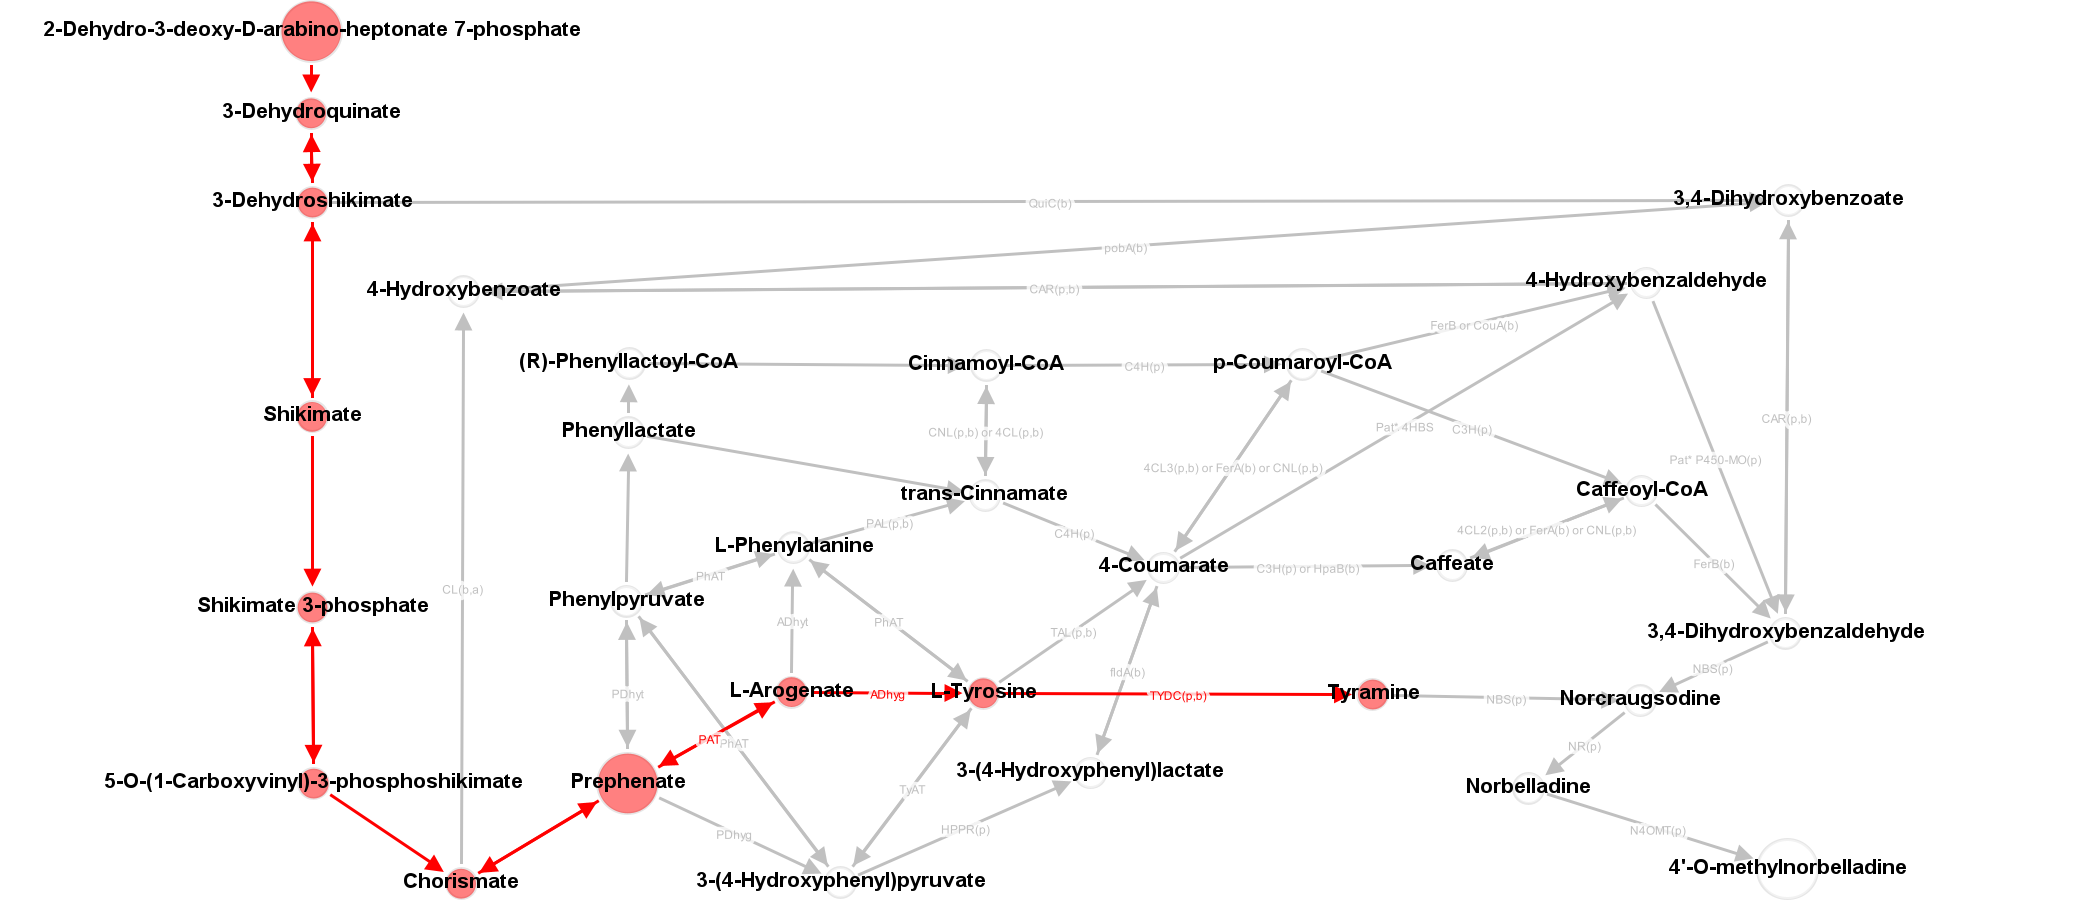 2-Dehydro-3-deoxy-D-arabino-heptonate 7-phosphate
3-Dehydroquinate
3-Dehydroshikimate
QuiC(b)
3,4-Dihydroxybenzoate
pobA(b)
4-Hydroxybenzoate
CAR(p,b)
4-Hydroxybenzaldehyde
FerB or CouA(b)
(R)-Phenyllactoyl-CoA
Cinnamoyl-CoA
C4H(p)
p-Coumaroyl-CoA
Shikimate
Phenyllactate
CNL(p,b) or 4CL(p,b)
Pat* 4HBS
C3H(p)
CAR(p,b)
4CL3(p,b) or FerA(b) or CNL(p,b)
Pat* P450-MO(p)
trans-Cinnamate
Caffeoyl-CoA
PAL(p,b)
C4H(p)
4CL2(p,b) or FerA(b) or CNL(p,b)
L-Phenylalanine
4-Coumarate
C3H(p) or HpaB(b)
Caffeate
FerB(b)
PhAT
CL(b,a)
Phenylpyruvate
Shikimate 3-phosphate
ADhyt
PhAT
TAL(p,b)
3,4-Dihydroxybenzaldehyde
fldA(b)
NBS(p)
PDhyt
L-Arogenate
ADhyg
L-Tyrosine
TYDC(p,b)
Tyramine
NBS(p)
Norcraugsodine
PAT
PhAT
NR(p)
5-O-(1-Carboxyvinyl)-3-phosphoshikimate
Prephenate
3-(4-Hydroxyphenyl)lactate
Norbelladine
TyAT
PDhyg
HPPR(p)
N4OMT(p)
Chorismate
3-(4-Hydroxyphenyl)pyruvate
4'-O-methylnorbelladine